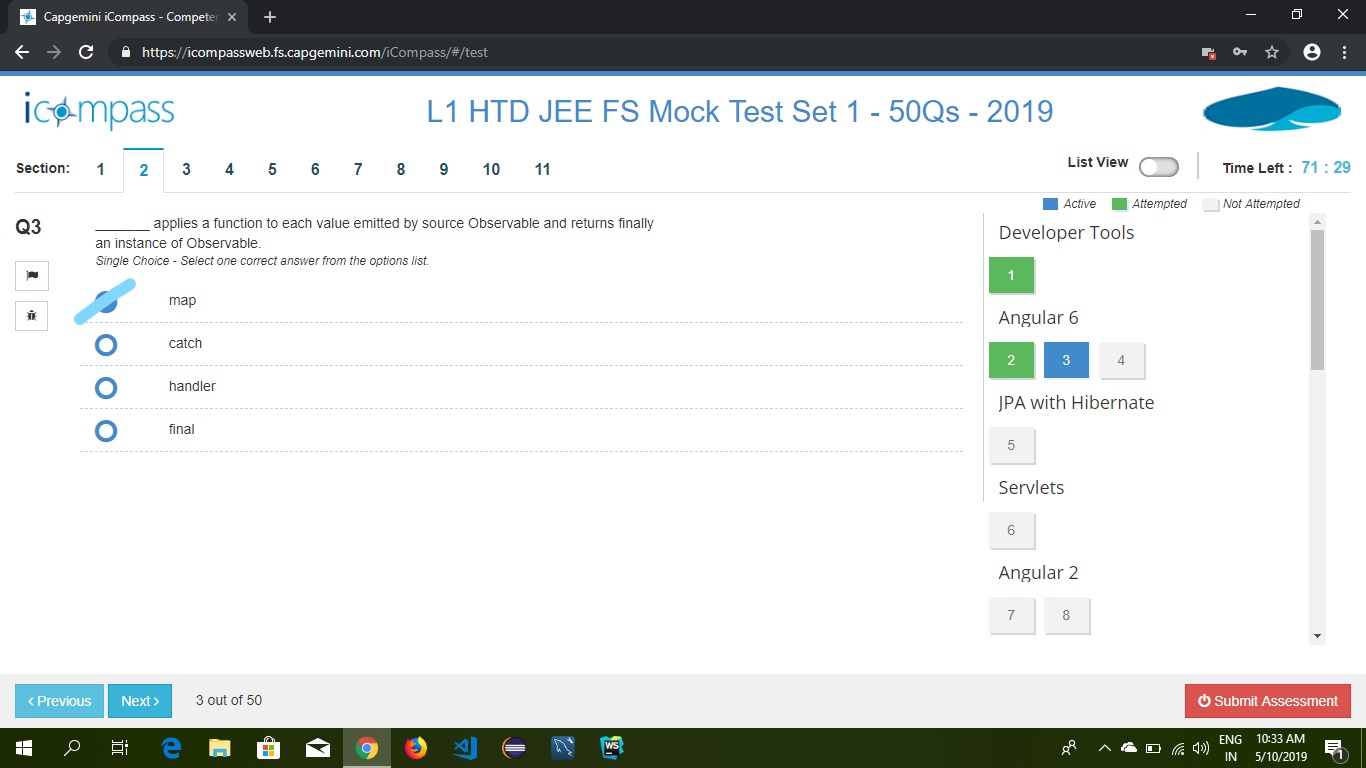 Capgemini iCompass - Competer
https://icompassweb.fs.capgemini.com/iCompass/#/test
icompass
L1 HTD JEE FS Mock Test Set 1 - 50Qs - 2019
Section: 1 2 3 4 5 6 7 8 9 10 11
List View
Time Left : 71 : 29
Active Attempted Not Attempted
Q3
_______ applies a function to each value emitted by source Observable and returns finally
an instance of Observable.
Single Choice - Select one correct answer from the options list.
map
catch
handler
final
Developer Tools
1
Angular 6
2 3 4
JPA with Hibernate
5
Servlets
6
Angular 2
7 8
< Previous
Next >
3 out of 50
Submit Assessment
WS
ENG
IN
10:33 AM
5/10/2019
1